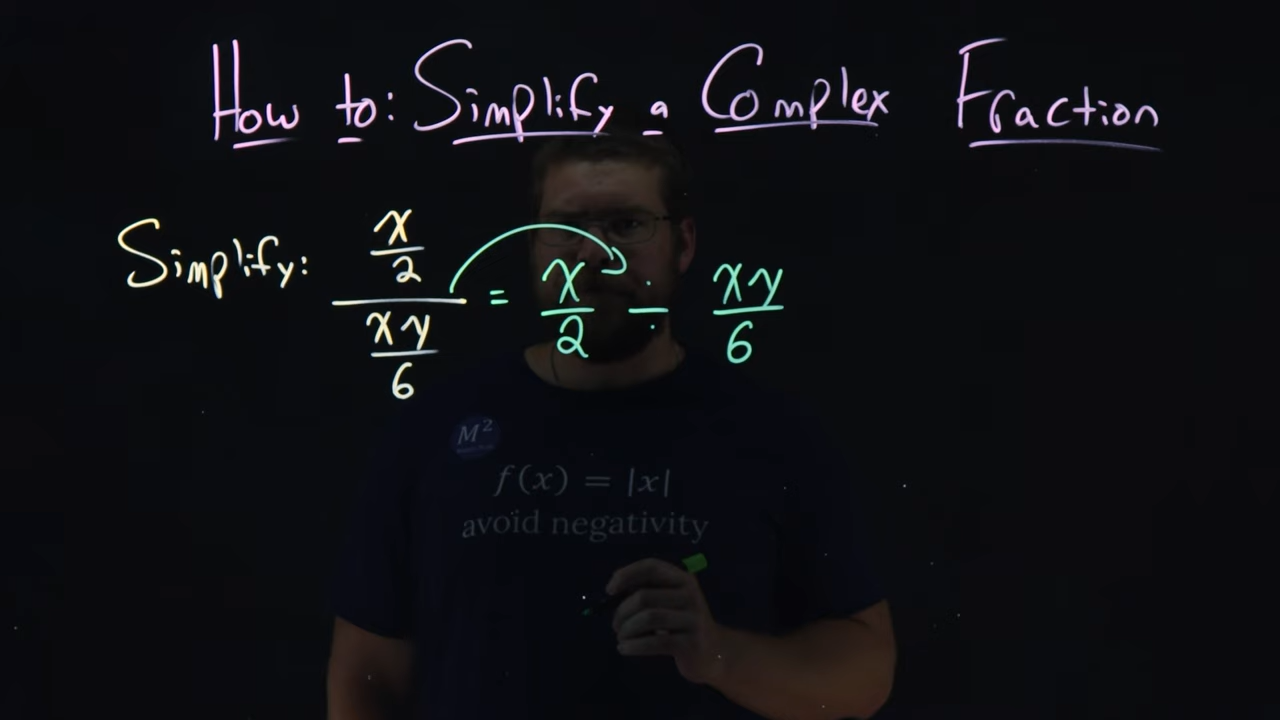 How to: Simplify a Complex Fraction
Simplify: x/2 / xy/6 = x/2 ÷ xy/6
M²
f(x) = |x|
avoid negativity